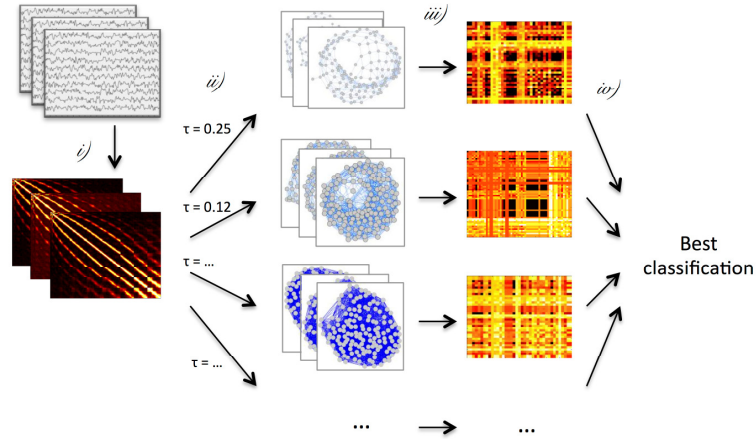 i)
ii)
iii)
iv)
τ = 0.25
τ = 0.12
τ = ...
τ = ...
Best
classification
...
...